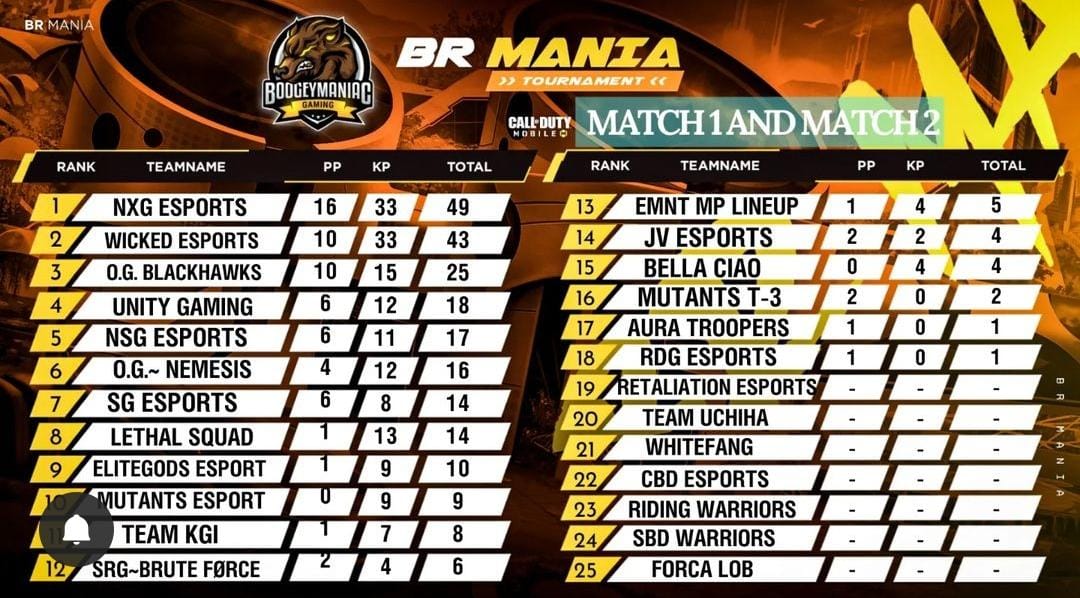 BR MANIA
BOOGEYMANIAC
GAMING
BR MANIA
>> TOURNAMENT <<
CALL OF DUTY
MOBILE
MATCH 1 AND MATCH 2
RANK TEAMNAME PP KP TOTAL
1 NXG ESPORTS 16 33 49
2 WICKED ESPORTS 10 33 43
3 O.G. BLACKHAWKS 10 15 25
4 UNITY GAMING 6 12 18
5 NSG ESPORTS 6 11 17
6 O.G.~ NEMESIS 4 12 16
7 SG ESPORTS 6 8 14
8 LETHAL SQUAD 1 13 14
9 ELITEGODS ESPORT 1 9 10
10 MUTANTS ESPORT 0 9 9
11 TEAM KGI 1 7 8
12 SRG~BRUTE FØRCE 2 4 6
RANK TEAMNAME PP KP TOTAL
13 EMNT MP LINEUP 1 4 5
14 JV ESPORTS 2 2 4
15 BELLA CIAO 0 4 4
16 MUTANTS T-3 2 0 2
17 AURA TROOPERS 1 0 1
18 RDG ESPORTS 1 0 1
19 RETALIATION ESPORTS - - -
20 TEAM UCHIHA - - -
21 WHITEFANG - - -
22 CBD ESPORTS - - -
23 RIDING WARRIORS - - -
24 SBD WARRIORS - - -
25 FORCA LOB - - -
BR MANIA